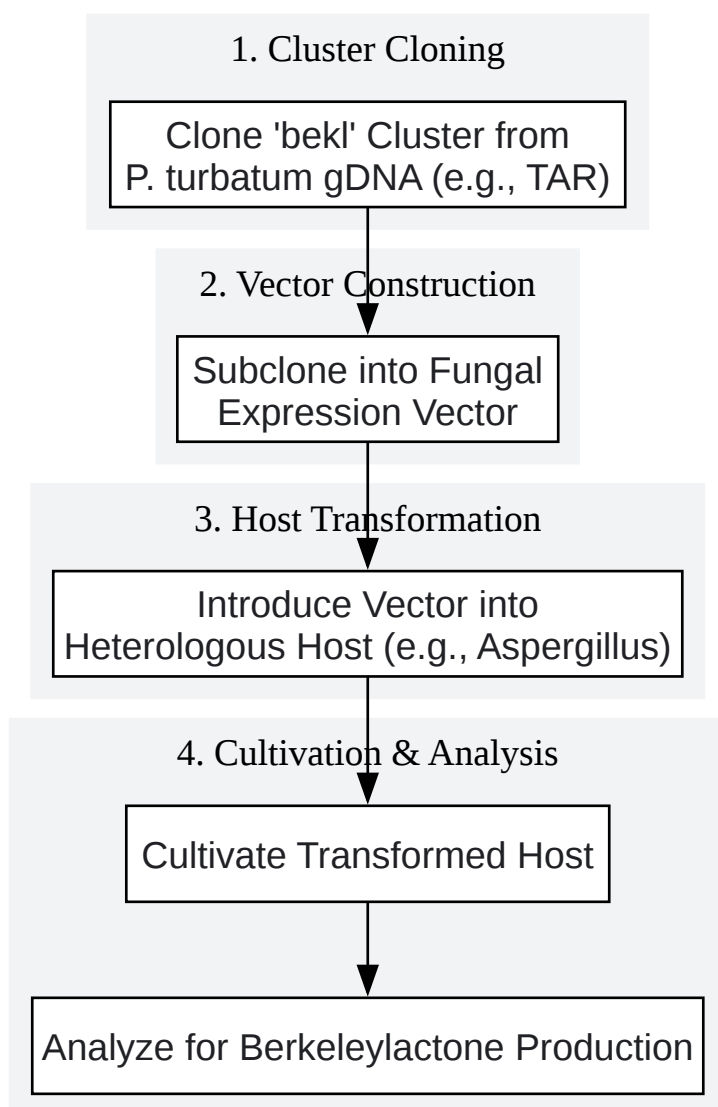 1. Cluster Cloning
Clone 'bekl' Cluster from
P. turbatum gDNA (e.g., TAR)
2. Vector Construction
Subclone into Fungal
Expression Vector
3. Host Transformation
Introduce Vector into
Heterologous Host (e.g., Aspergillus)
4. Cultivation & Analysis
Cultivate Transformed Host
Analyze for Berkeleylactone Production